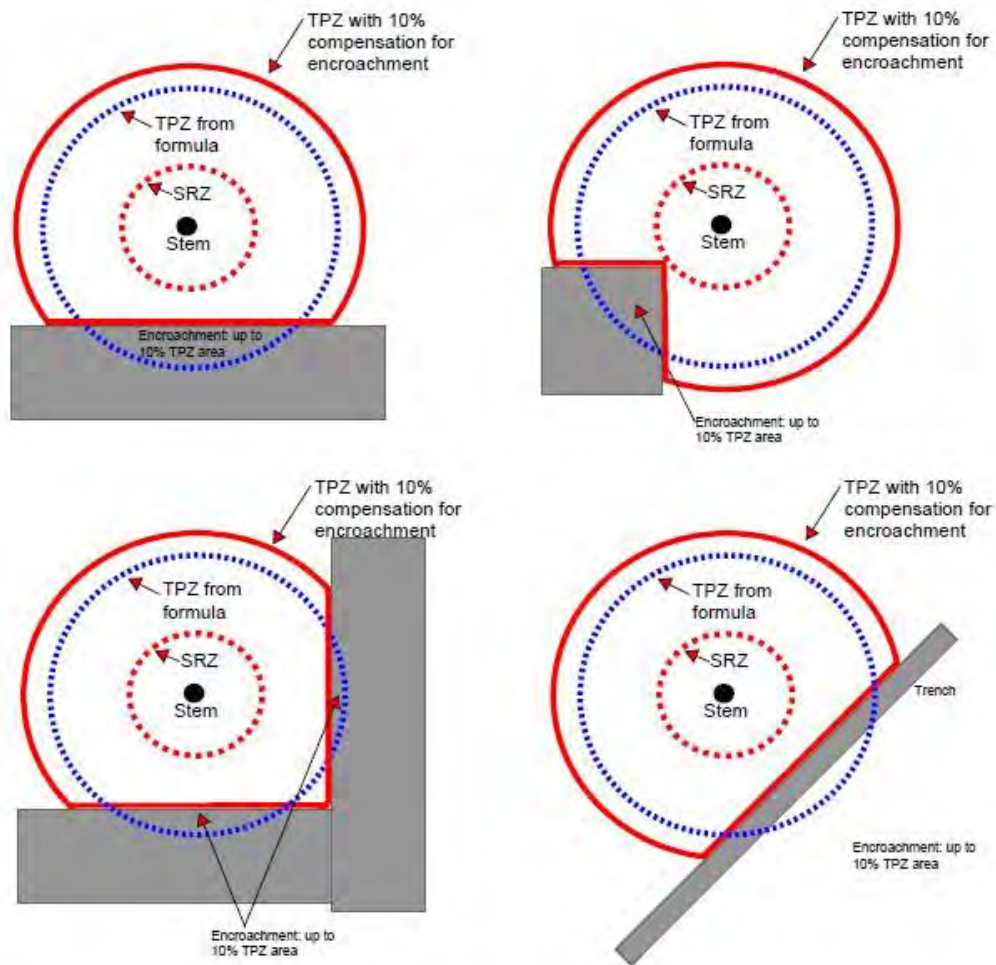 TPZ with 10%
compensation for
encroachment
TPZ from
formula
SRZ
Stem
Encroachment: up to
10% TPZ area
TPZ with 10%
compensation for
encroachment
TPZ from
formula
SRZ
Stem
Encroachment: up to
10% TPZ area
TPZ with 10%
compensation for
encroachment
TPZ from
formula
SRZ
Stem
Encroachment: up to
10% TPZ area
TPZ with 10%
compensation for
encroachment
TPZ from
formula
SRZ
Stem
Trench
Encroachment: up to
10% TPZ area